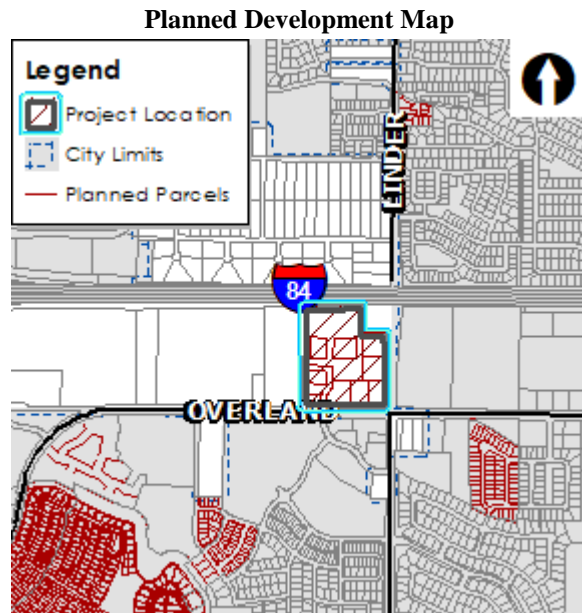 Planned Development Map
Legend
Project Location
City Limits
Planned Parcels
LINDER
84
OVERLAND